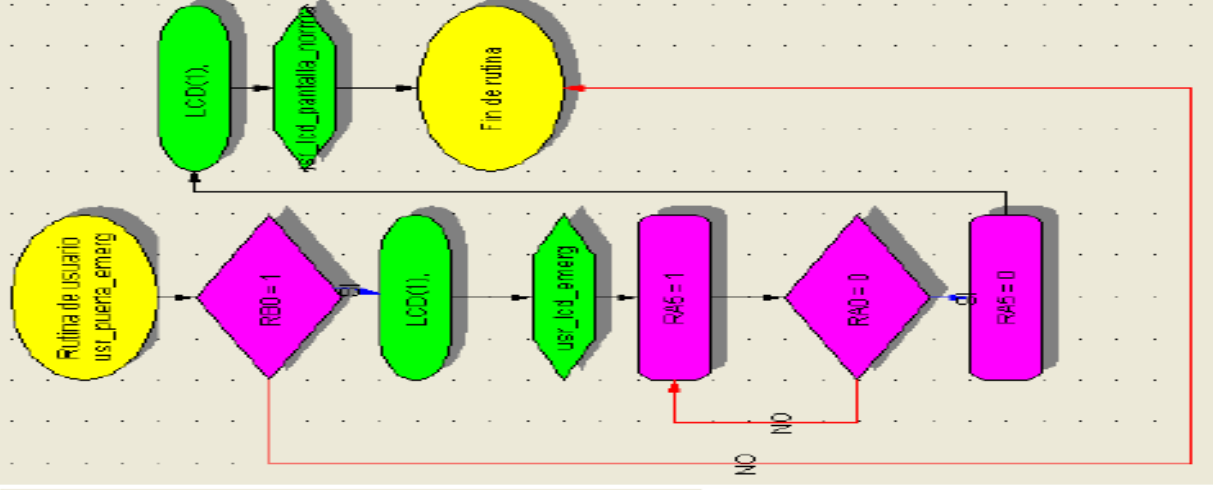 Rutina de usuario
usr_puerta_emerg
RB0 = 1
SI
LCD(1),
usr_lcd_emerg
RA5 = 1
RA0 = 0
SI
RA5 = 0
NO
NO
LCD(1),
Fin de rutina